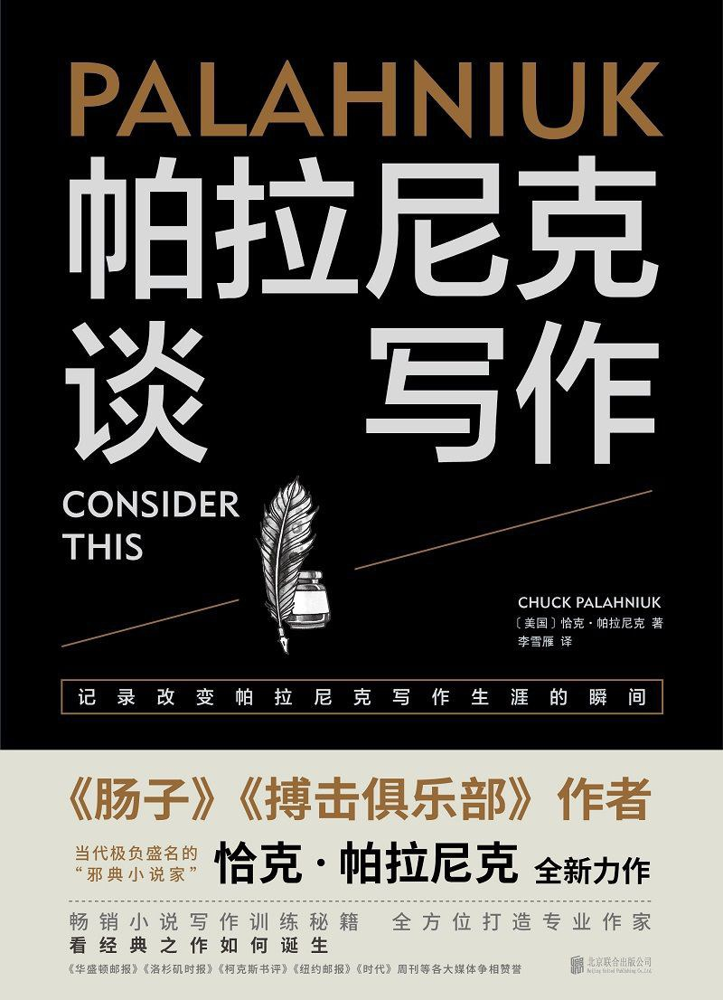 PALAHNIUK
帕拉尼克
谈 写作
CONSIDER
THIS
CHUCK PALAHNIUK
〔美国〕恰克·帕拉尼克 著
李雪雁 译
记录改变帕拉尼克写作生涯的瞬间
《肠子》《搏击俱乐部》作者
当代极负盛名的
“邪典小说家”
恰克·帕拉尼克 全新力作
畅销小说写作训练秘籍 全方位打造专业作家
看经典之作如何诞生
《华盛顿邮报》《洛杉矶时报》《柯克斯书评》《纽约邮报》《时代》周刊等各大媒体争相赞誉
北京联合出版公司
Beijing United Publishing Co.,Ltd.